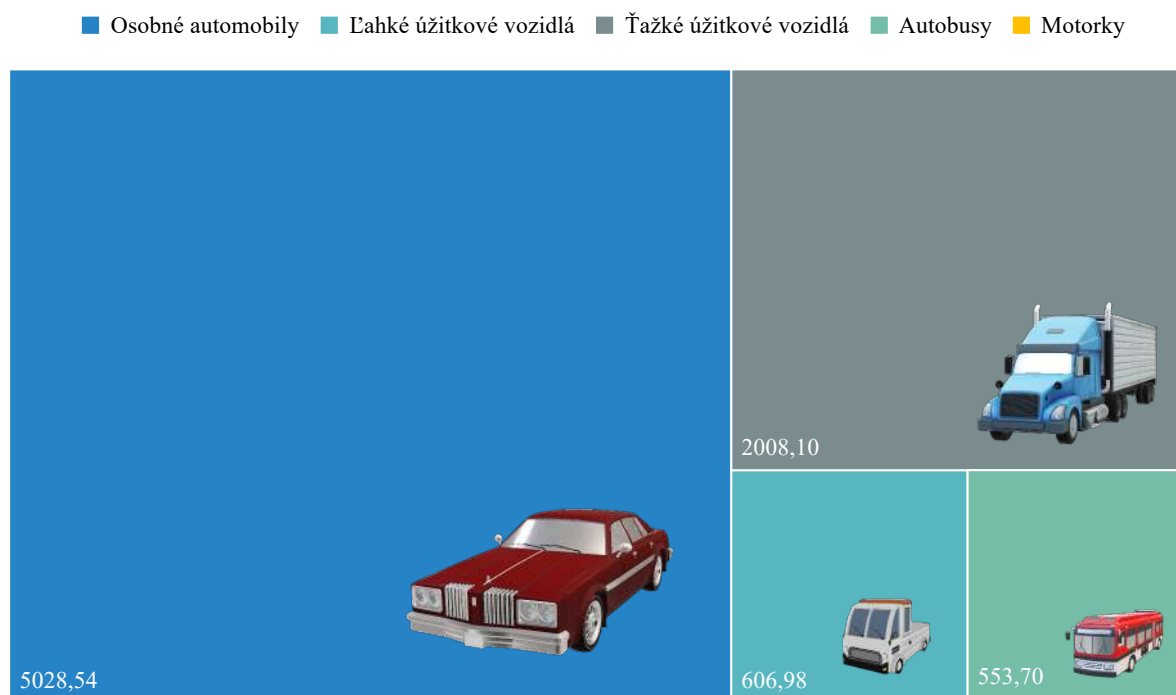 Osobné automobily Ľahké úžitkové vozidlá Ťažké úžitkové vozidlá Autobusy Motorky
2008,10
5028,54
606,98
553,70